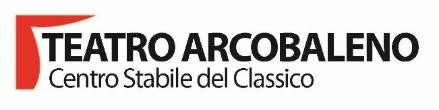 TEATRO ARCOBALENO
Centro Stabile del Classico